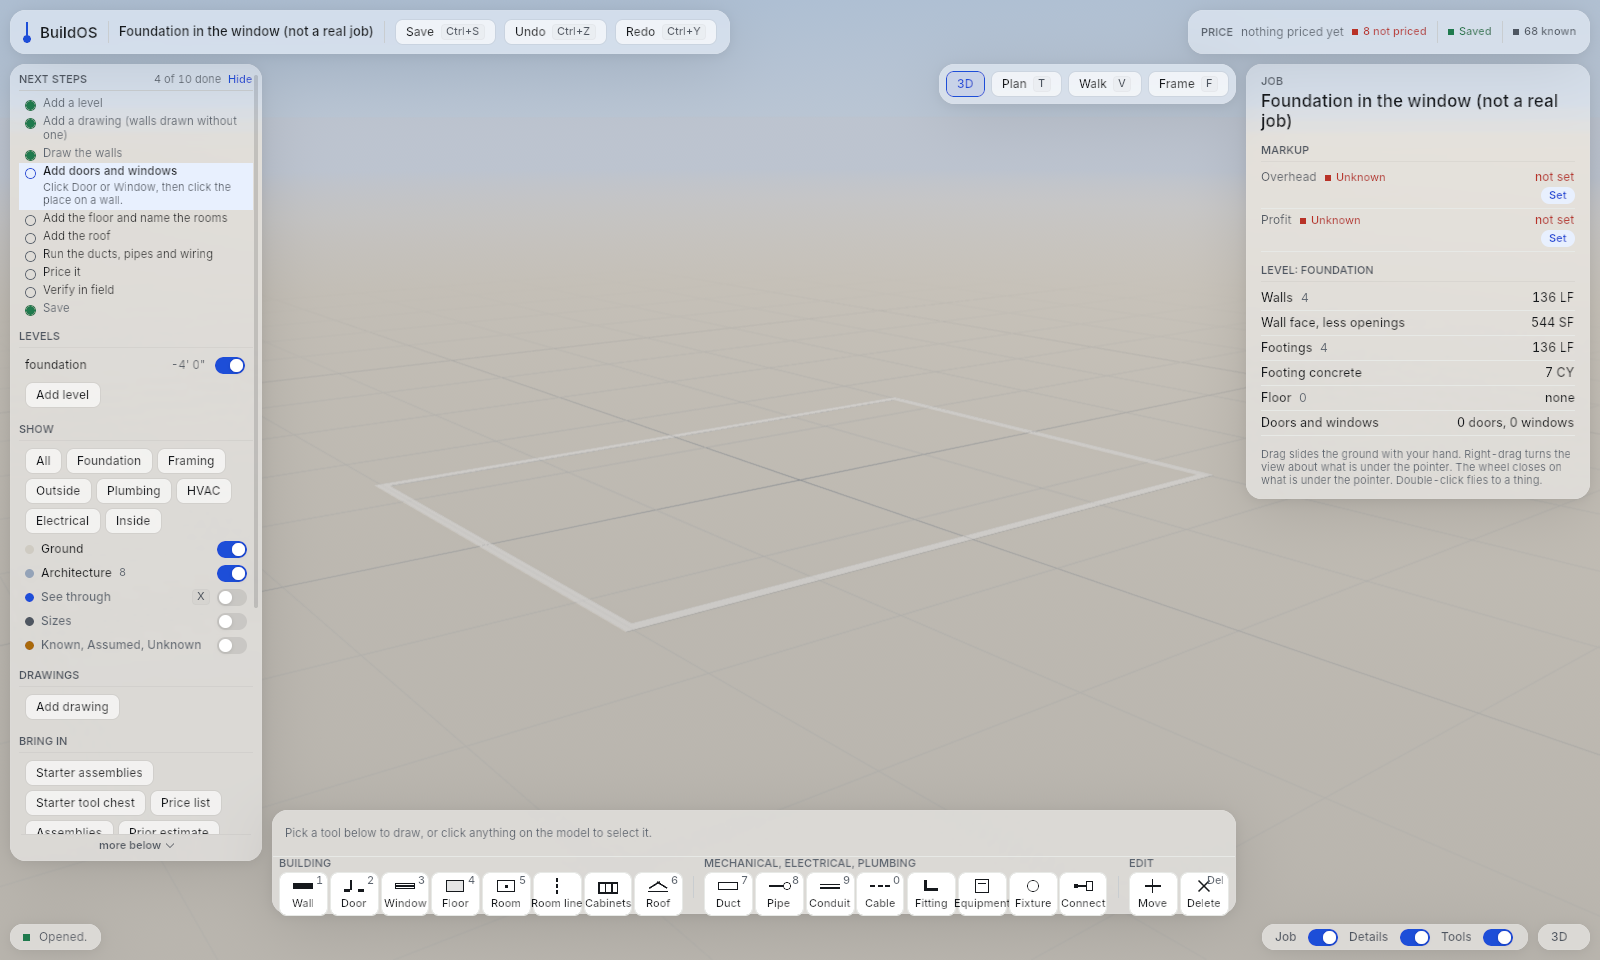 BuildOS
Foundation in the window (not a real job)
Save Ctrl+S
Undo Ctrl+Z
Redo Ctrl+Y
PRICE nothing priced yet 8 not priced
Saved
68 known
NEXT STEPS 4 of 10 done Hide
Add a level
Add a drawing (walls drawn without
one)
Draw the walls
Add doors and windows
Click Door or Window, then click the
place on a wall.
Add the floor and name the rooms
Add the roof
Run the ducts, pipes and wiring
Price it
Verify in field
Save
LEVELS
foundation -4' 0"
Add level
SHOW
All Foundation Framing
Outside Plumbing HVAC
Electrical Inside
Ground
Architecture 8
See through X
Sizes
Known, Assumed, Unknown
DRAWINGS
Add drawing
BRING IN
Starter assemblies
Starter tool chest Price list
Assemblies Prior estimate
more below
3D Plan T Walk V Frame F
JOB
Foundation in the window (not a real
job)
MARKUP
Overhead Unknown not set
Set
Profit Unknown not set
Set
LEVEL: FOUNDATION
Walls 4 136 LF
Wall face, less openings 544 SF
Footings 4 136 LF
Footing concrete 7 CY
Floor 0 none
Doors and windows 0 doors, 0 windows
Drag slides the ground with your hand. Right-drag turns the
view about what is under the pointer. The wheel closes on
what is under the pointer. Double-click flies to a thing.
Pick a tool below to draw, or click anything on the model to select it.
BUILDING MECHANICAL, ELECTRICAL, PLUMBING EDIT
1 2 3 4 5 6 7 8 9 0 Del
Wall Door Window Floor Room Room line Cabinets Roof Duct Pipe Conduit Cable Fitting Equipment Fixture Connect Move Delete
Opened.
Job Details Tools 3D